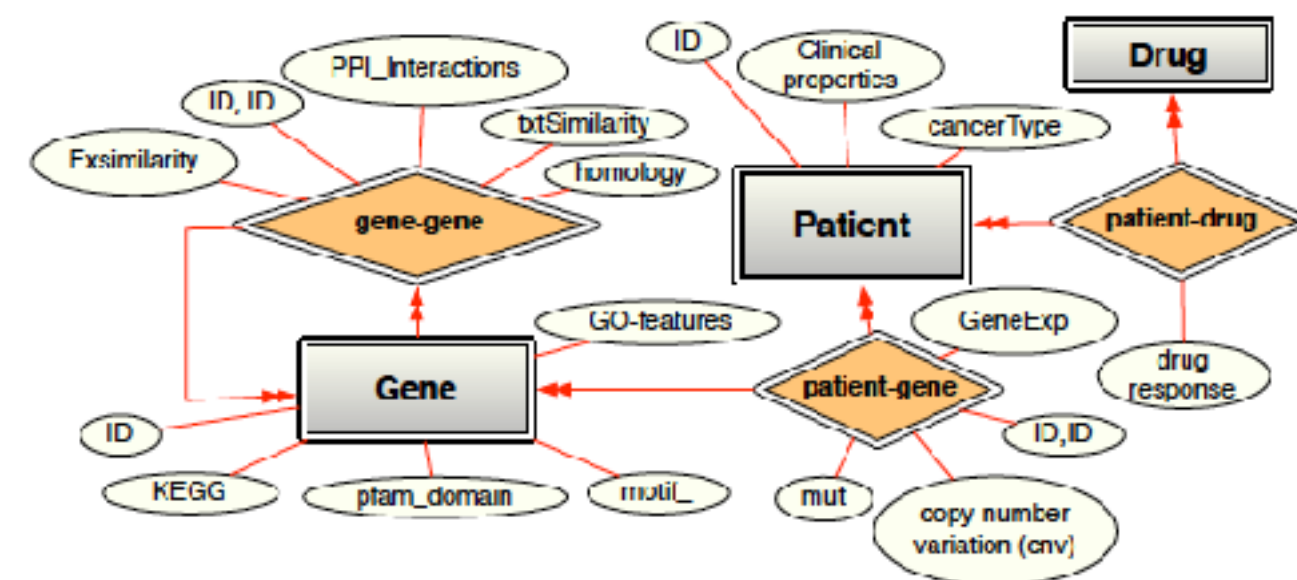 ID
Clinical
properties
Drug
PPI_Interactions
ID, ID
txtSimilarity
cancerType
Exsimilarity
homology
gene-gene
Patient
patient-drug
GO-features
GeneExp
Gene
patient-gene
drug
response
ID
ID,ID
KEGG
pfam_domain
motif_
mut
copy number
variation (cnv)